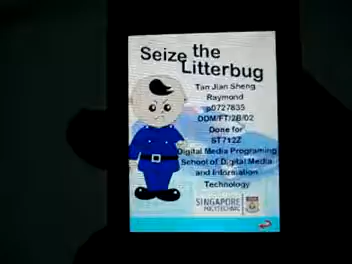 Seize the
Litterbug
Tan Jian Sheng
Raymond
p0727835
DDM/FT/2B/02
Done for
ST712Z
Digital Media Programing
School of Digital Media
and Information
Technology
SINGAPORE
POLYTECHNIC